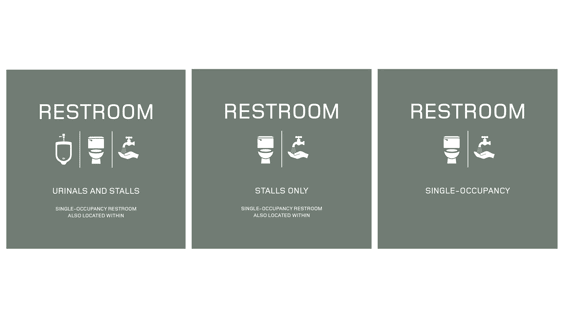 RESTROOM
URINALS AND STALLS
SINGLE-OCCUPANCY RESTROOM
ALSO LOCATED WITHIN
RESTROOM
STALLS ONLY
SINGLE-OCCUPANCY RESTROOM
ALSO LOCATED WITHIN
RESTROOM
SINGLE-OCCUPANCY